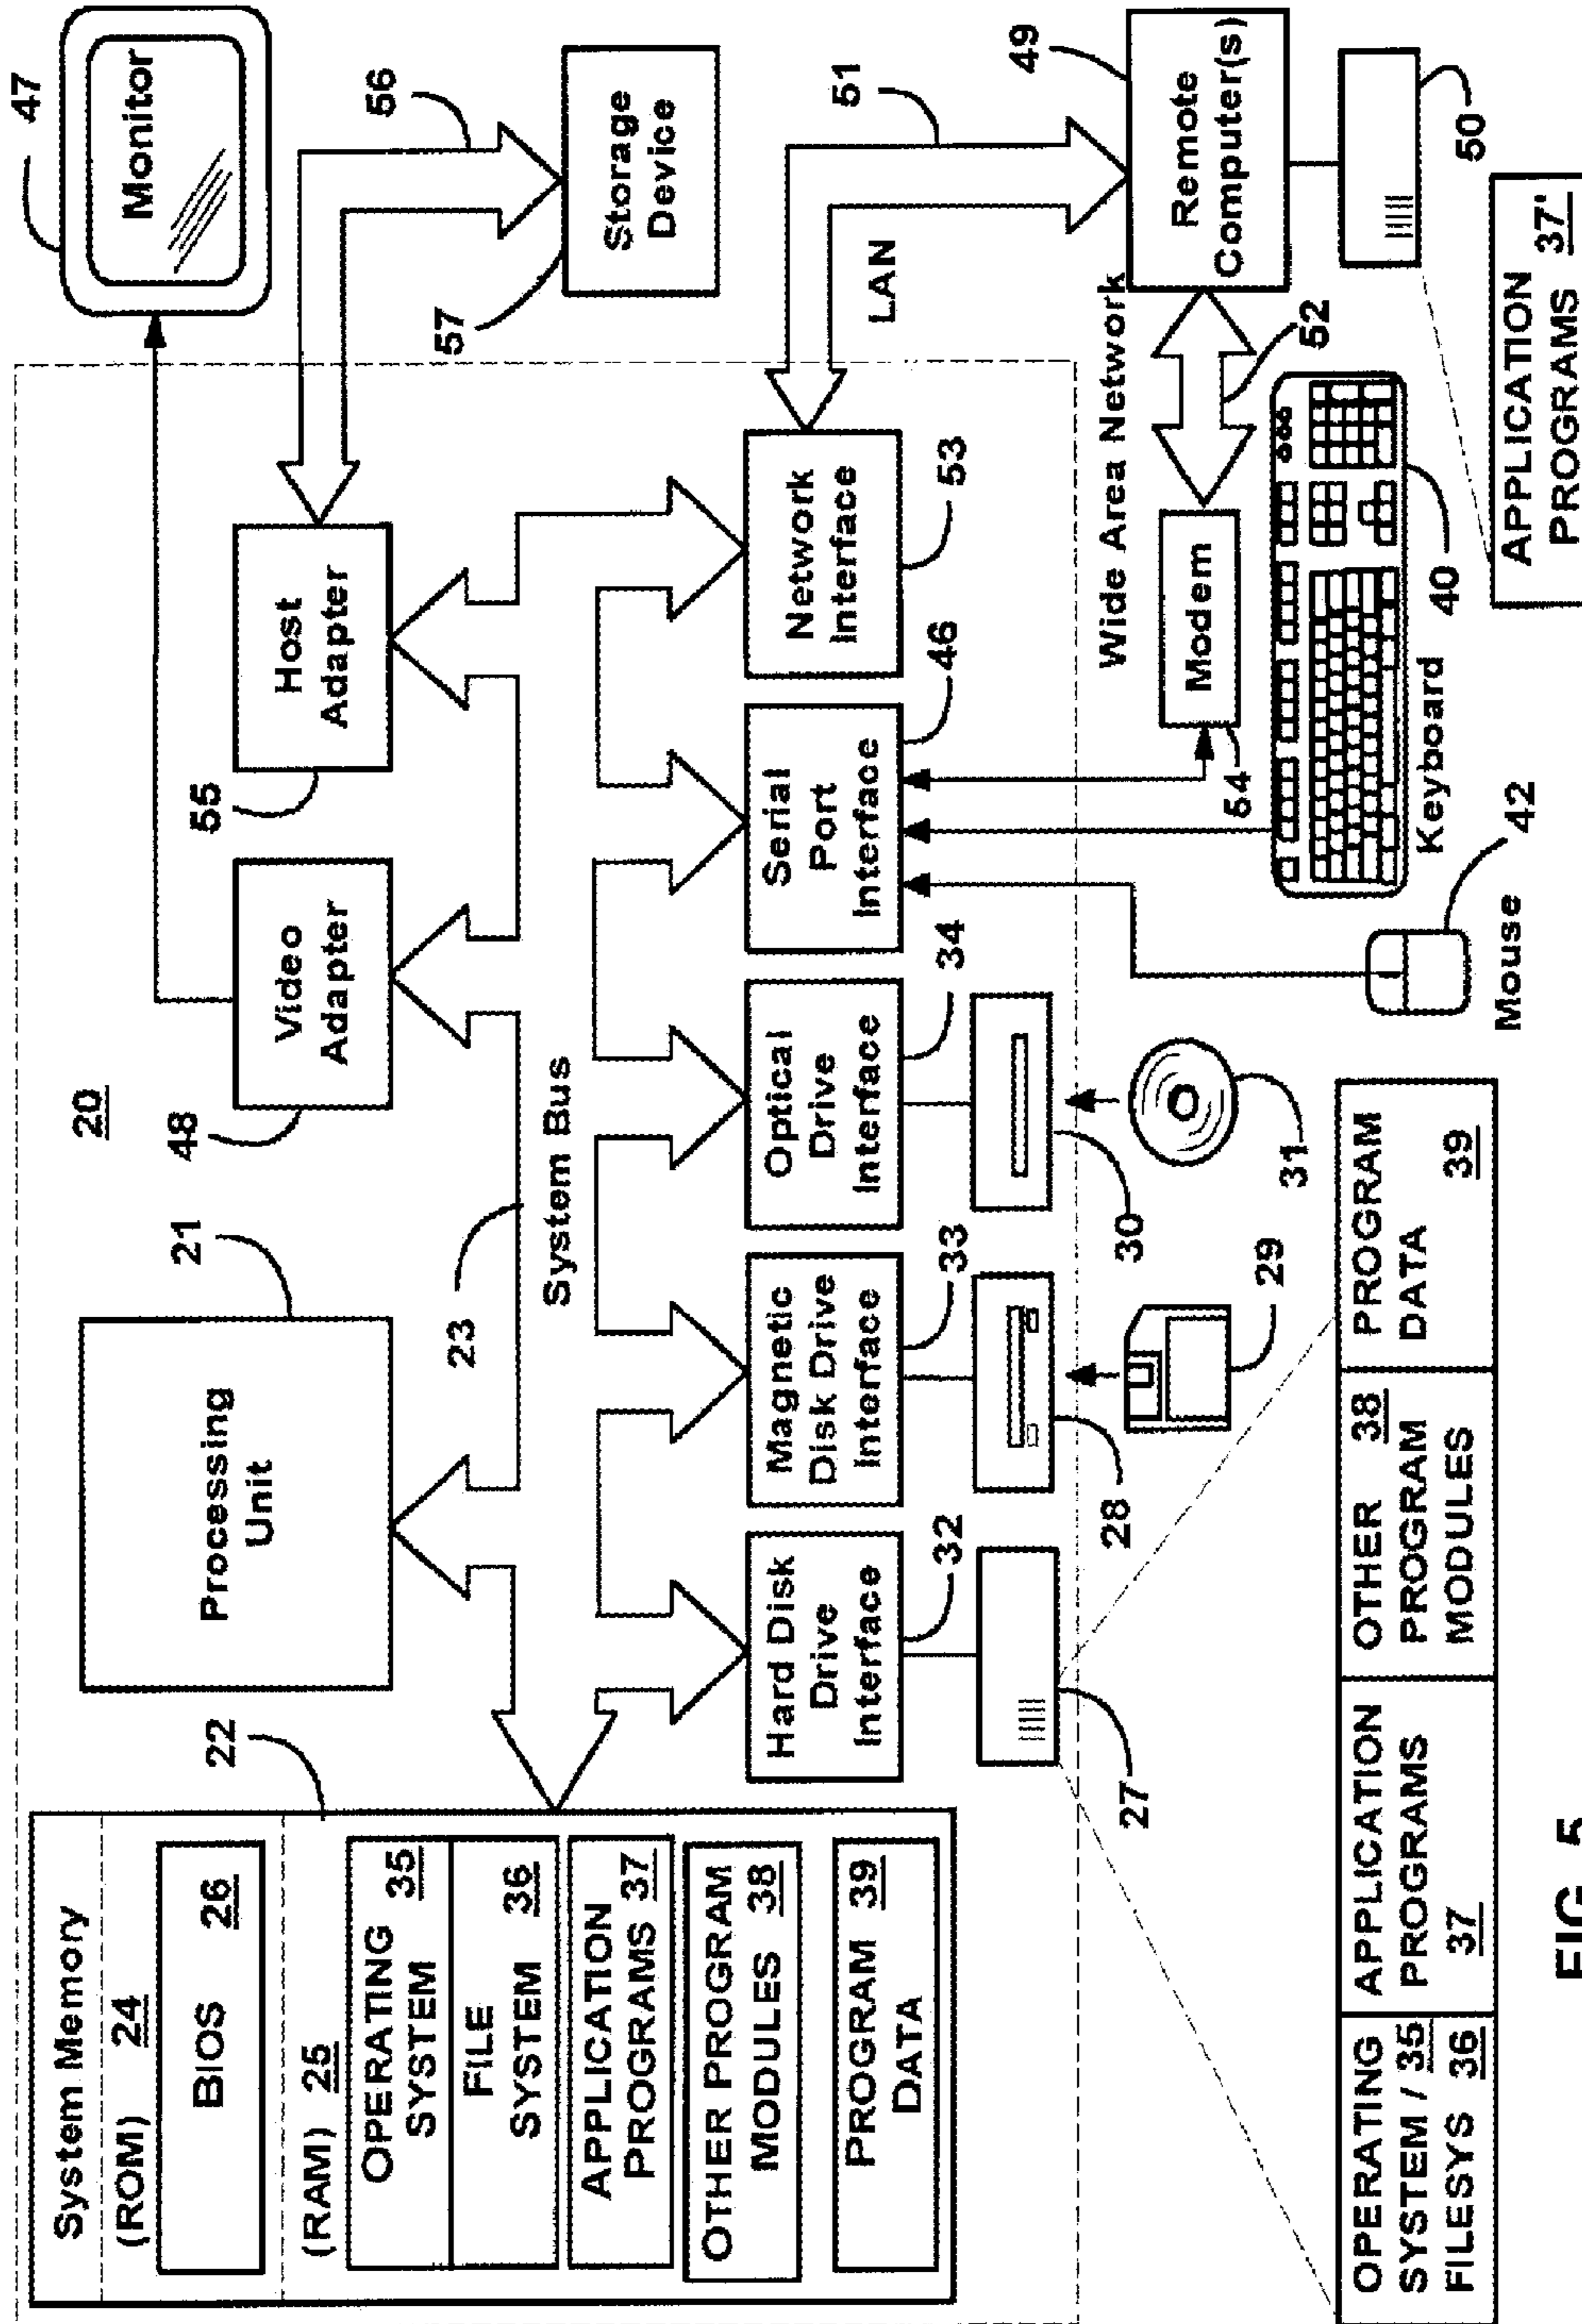 System Memory
(ROM) 24
BIOS 26
(RAM) 25
OPERATING
SYSTEM 35
FILE
SYSTEM 36
APPLICATION
PROGRAMS 37
OTHER PROGRAM
MODULES 38
PROGRAM 39
DATA
22
Processing
Unit
21
20
48
Video
Adapter
55
Host
Adapter
47
Monitor
56
57
Storage
Device
23
System Bus
Hard Disk
Drive
Interface
32
Magnetic
Disk Drive
Interface
33
Optical
Drive
Interface
34
Serial
Port
Interface
46
Network
Interface
53
LAN
51
49
Remote
Computer(s)
50
Wide Area Network
52
Modem
54
40
Keyboard
42
Mouse
27
28
29
30
31
OPERATING
SYSTEM / 35
FILESYS 36
APPLICATION
PROGRAMS
37
OTHER 38
PROGRAM
MODULES
PROGRAM
DATA
39
APPLICATION
PROGRAMS 37'
FIG. 5